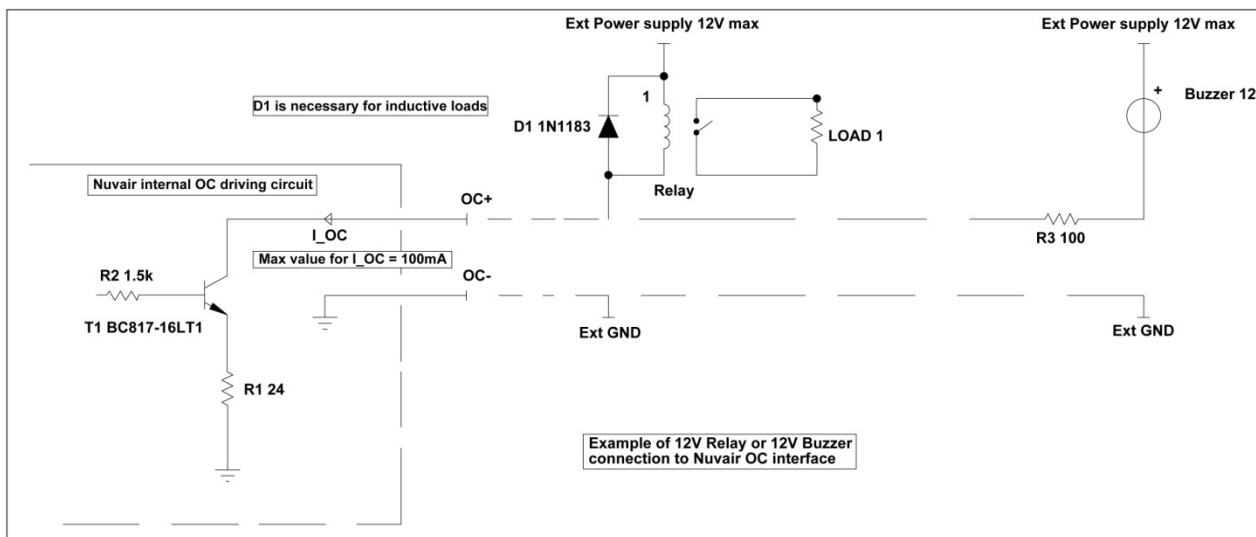 Ext Power supply 12V max
Ext Power supply 12V max
D1 is necessary for inductive loads
1
+
Buzzer 12
D1 1N1183
LOAD 1
Nuvair internal OC driving circuit
Relay
OC+
I_OC
R3 100
Max value for I_OC = 100mA
OC-
R2 1.5k
T1 BC817-16LT1
Ext GND
Ext GND
R1 24
Example of 12V Relay or 12V Buzzer
connection to Nuvair OC interface